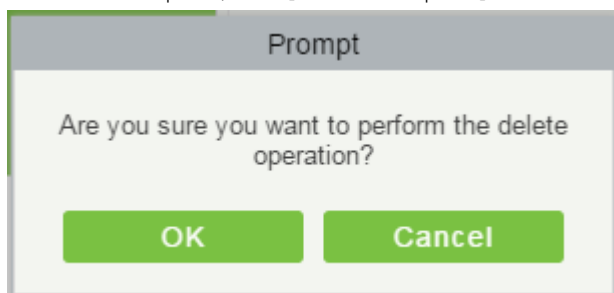 Prompt
Are you sure you want to perform the delete
operation?
OK
Cancel